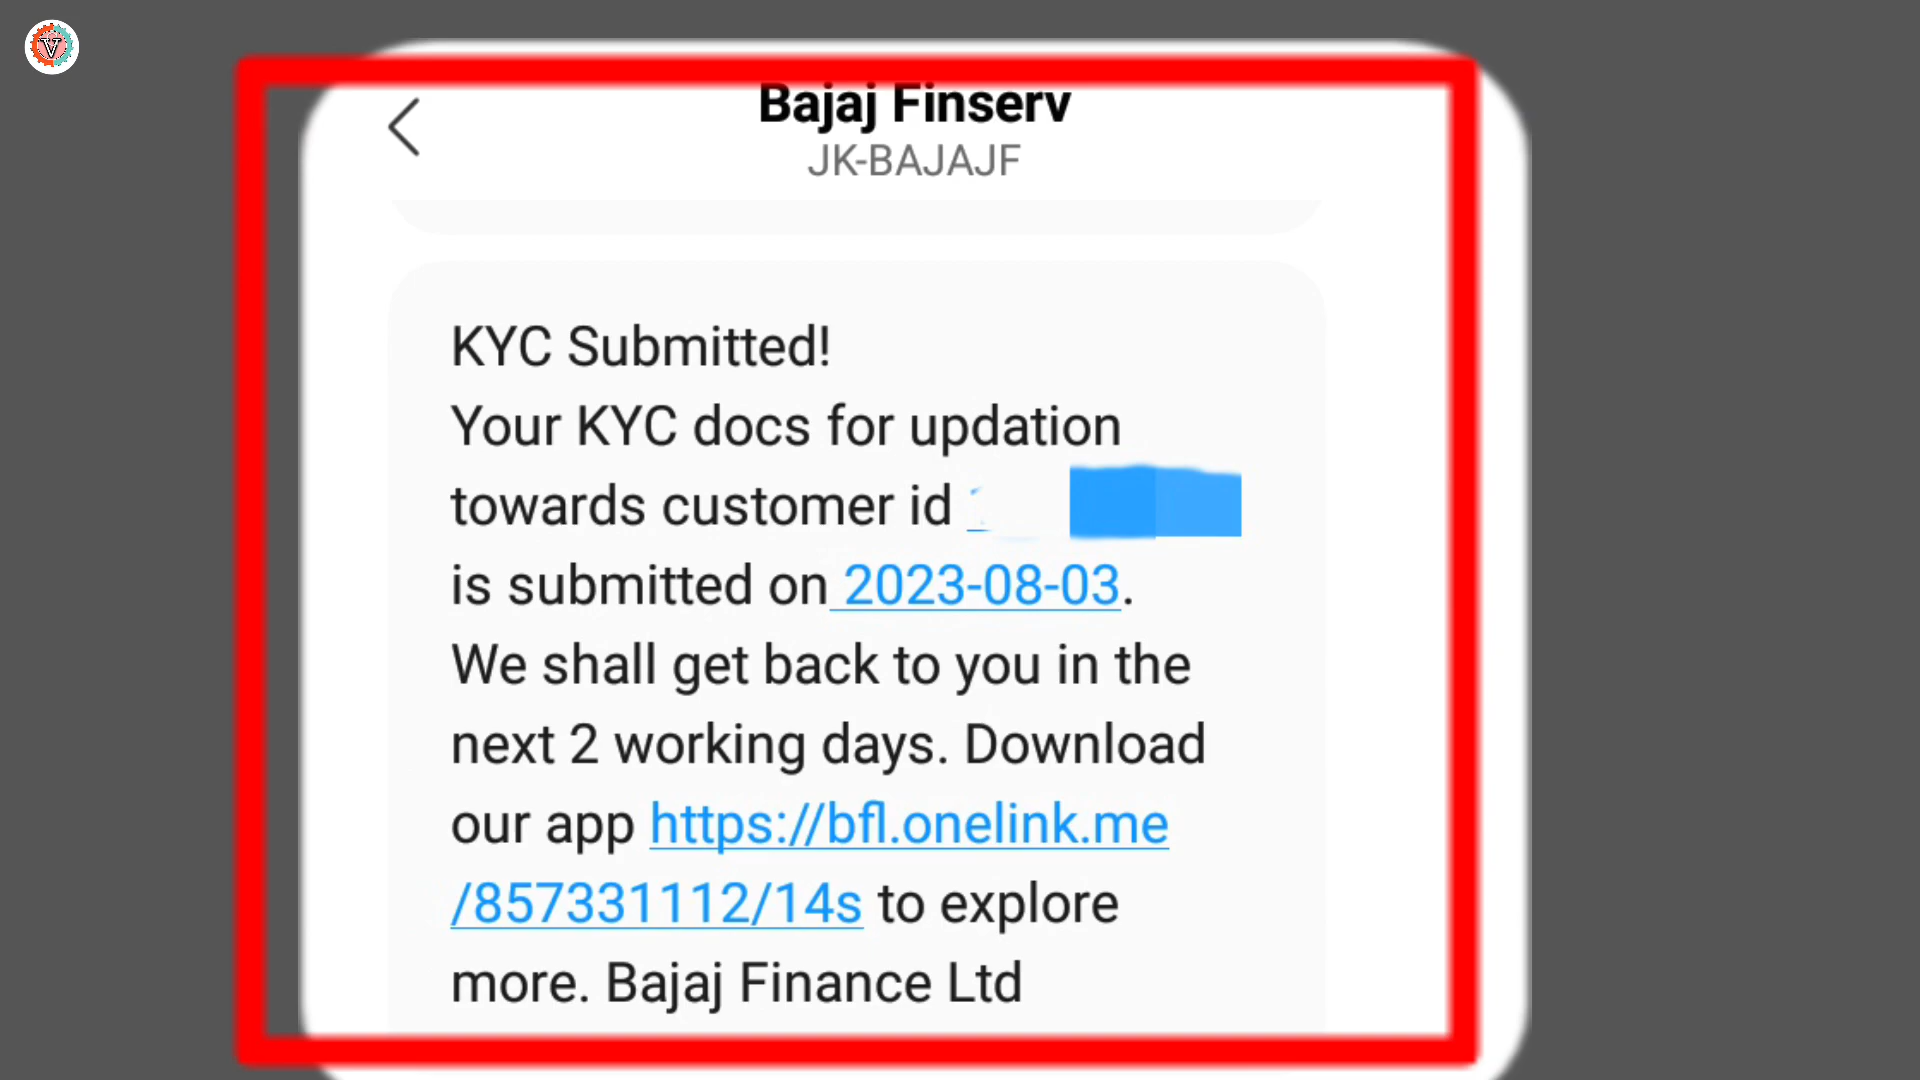 V
Bajaj Finserv
JK-BAJAJF
KYC Submitted!
Your KYC docs for updation
towards customer id
is submitted on 2023-08-03.
We shall get back to you in the
next 2 working days. Download
our app https://bfl.onelink.me
/857331112/14s to explore
more. Bajaj Finance Ltd